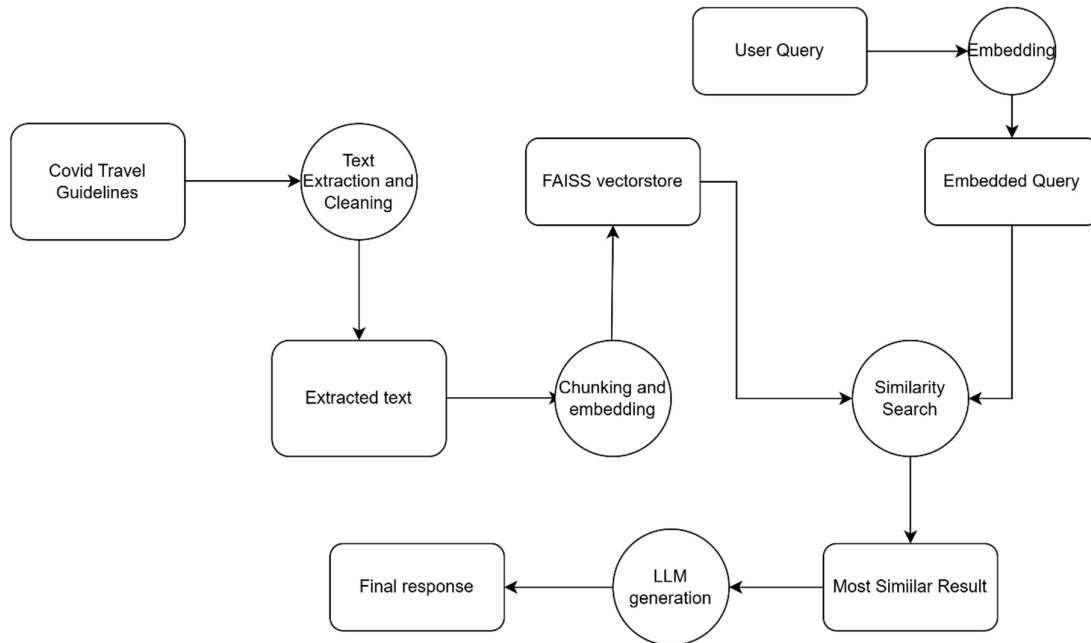 User Query
Embedding
Covid Travel
Guidelines
Text
Extraction and
Cleaning
FAISS vectorstore
Embedded Query
Extracted text
Chunking and
embedding
Similarity
Search
Final response
LLM
generation
Most Simiilar Result